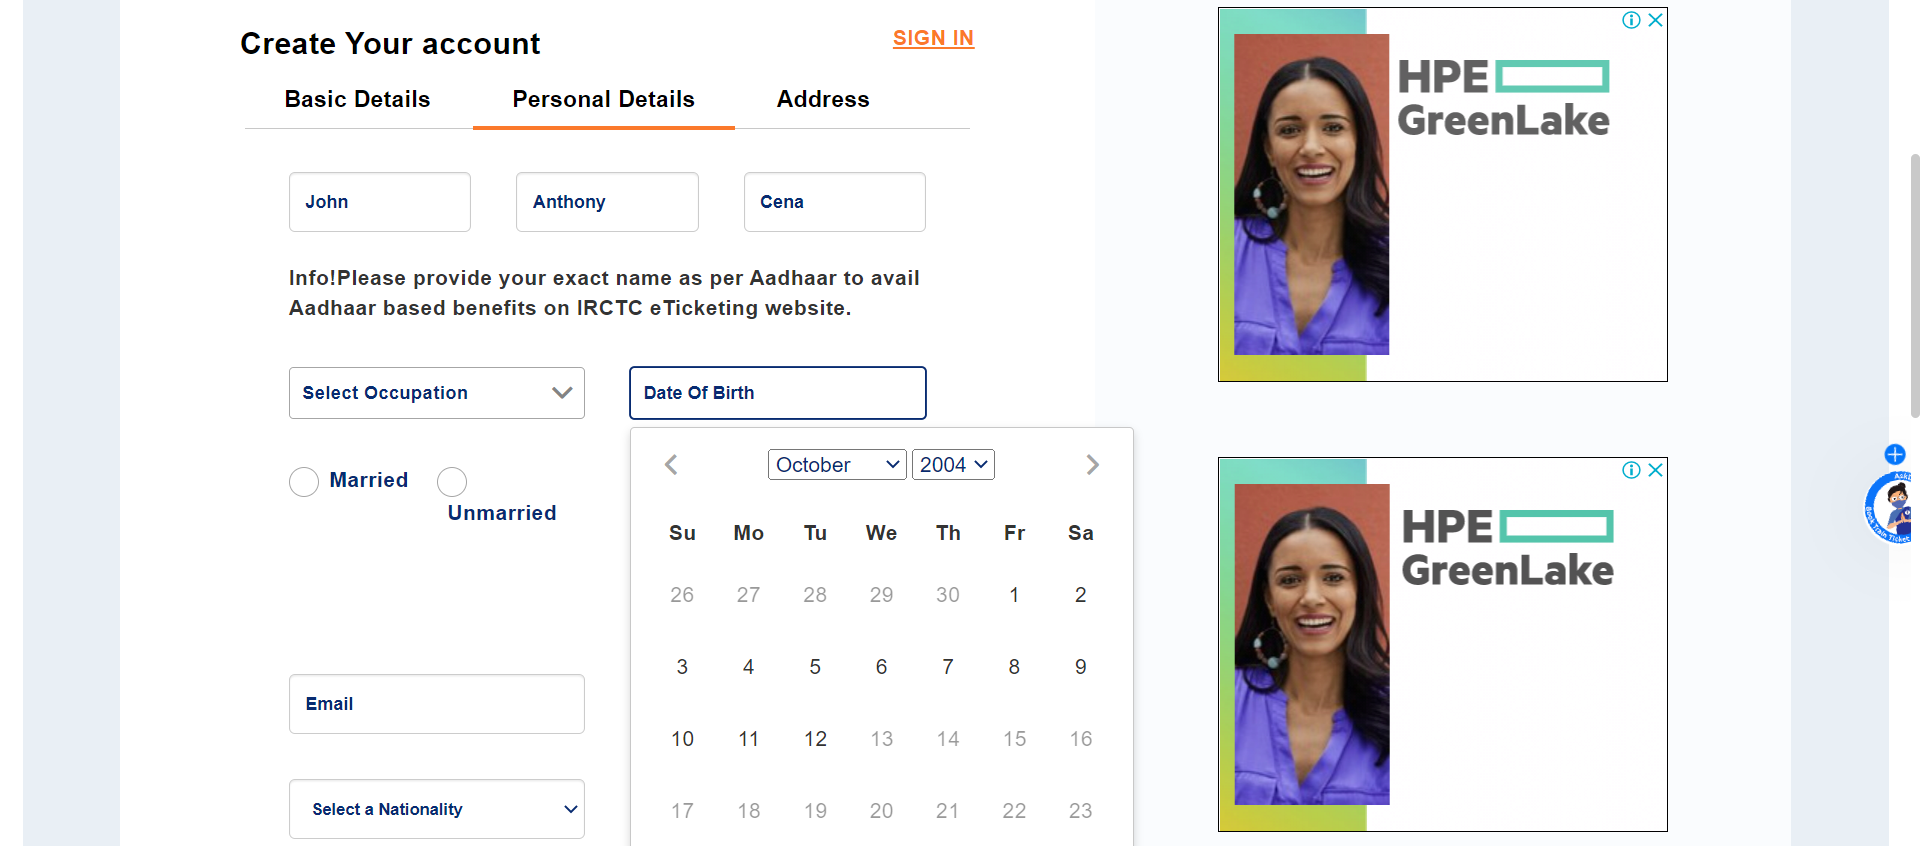 Create Your account
SIGN IN
Basic Details
Personal Details
Address
John
Anthony
Cena
Info!Please provide your exact name as per Aadhaar to avail
Aadhaar based benefits on IRCTC eTicketing website.
Select Occupation
Date Of Birth
Married
Unmarried
October
2004
Su Mo Tu We Th Fr Sa
26 27 28 29 30 1 2
3 4 5 6 7 8 9
10 11 12 13 14 15 16
17 18 19 20 21 22 23
Email
Select a Nationality
HPE
GreenLake
HPE
GreenLake
Book Train Ticket